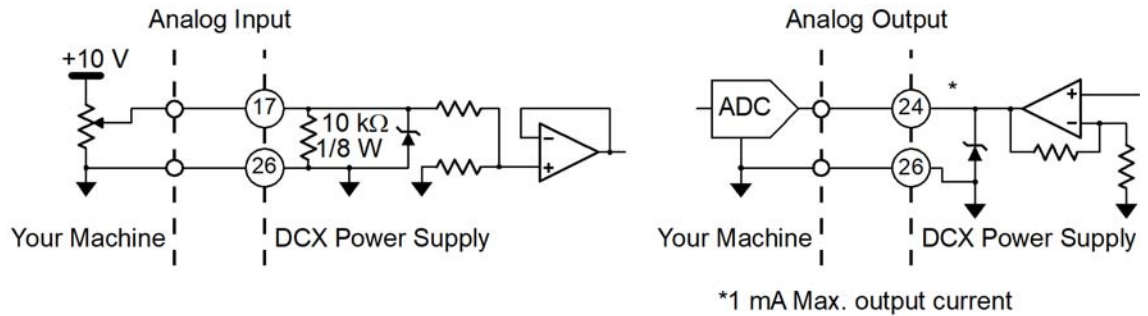 Analog Input
+10 V
17
10 kΩ
1/8 W
26
Your Machine
DCX Power Supply
Analog Output
ADC
24
*
+
-
26
Your Machine
DCX Power Supply
*1 mA Max. output current
-
+